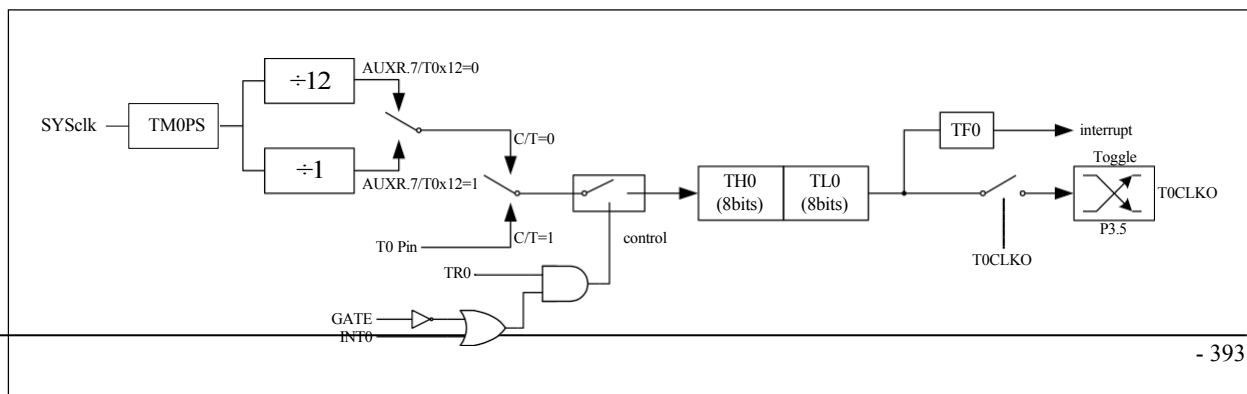 ÷12
AUXR.7/T0x12=0
SYSclk
TM0PS
C/T=0
÷1
AUXR.7/T0x12=1
T0 Pin
C/T=1
control
TH0
(8bits)
TL0
(8bits)
TF0
interrupt
Toggle
T0CLKO
P3.5
T0CLKO
TR0
GATE
INT0
- 393